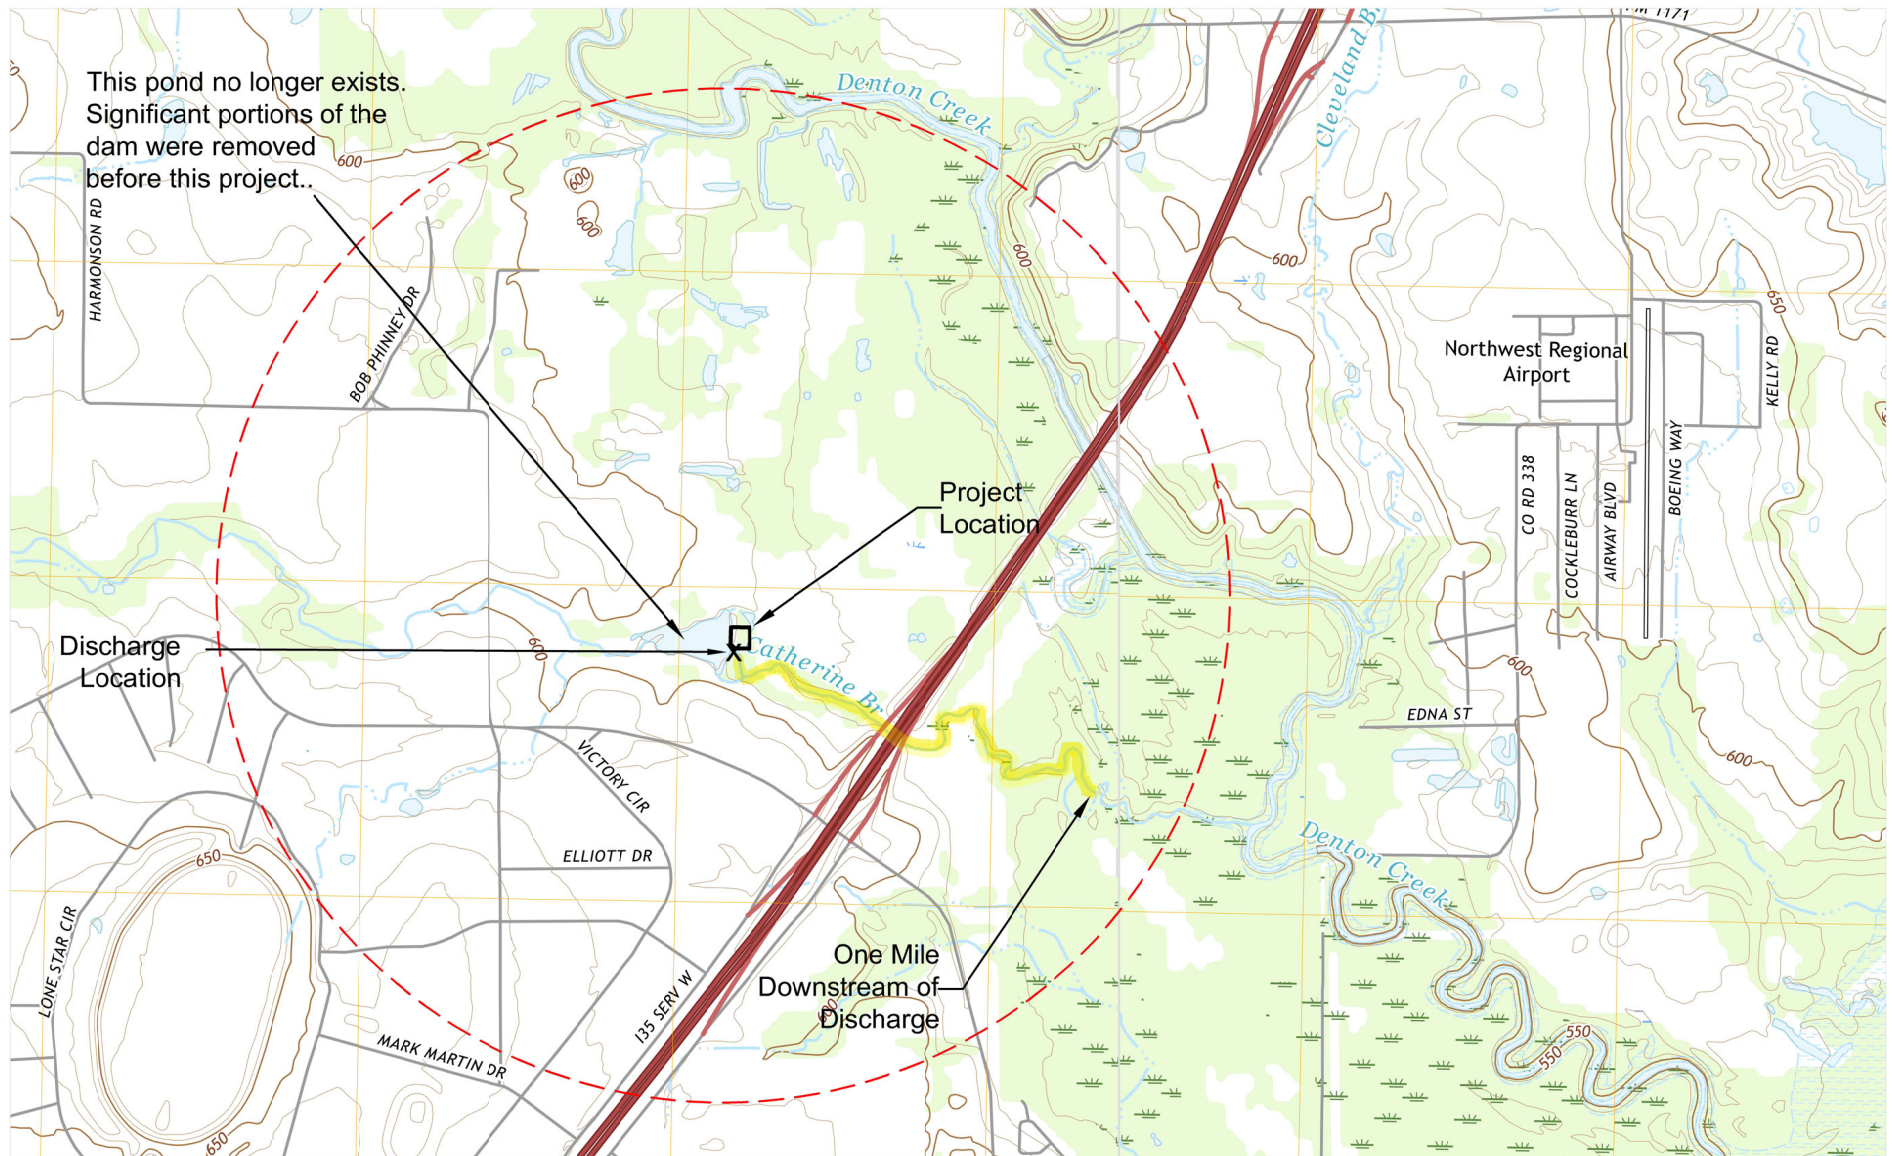 FM 1171
This pond no longer exists.
Significant portions of the
dam were removed
before this project..
Denton Creek
Cleveland B
600
600
600
600
600
650
HARMONSON RD
BOB PHINNEY DR
Northwest Regional
Airport
KELLY RD
CO RD 338
COCKLEBURR LN
AIRWAY BLVD
BOEING WAY
Project
Location
Discharge
Location
X
600
Catherine Br
600
EDNA ST
600
VICTORY CIR
ELLIOTT DR
650
Denton Creek
LONE STAR CIR
One Mile
Downstream of
Discharge
600
I35 SERV W
MARK MARTIN DR
550
550
650